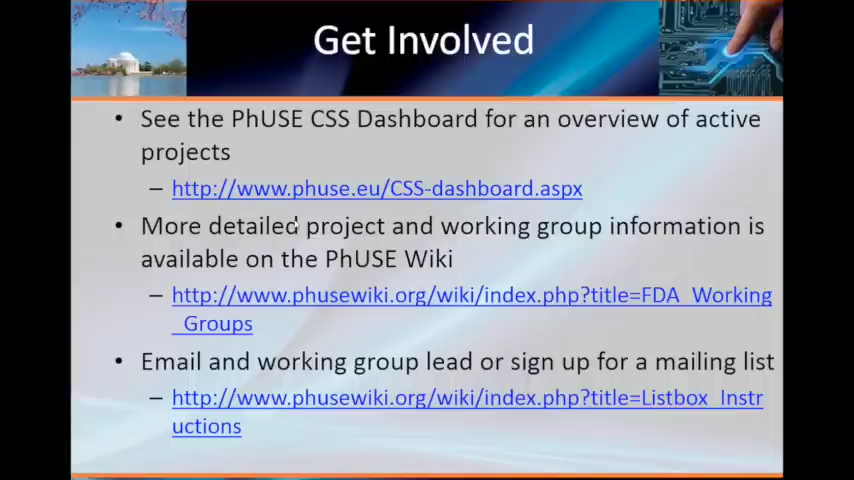 Get Involved
• See the PhUSE CSS Dashboard for an overview of active
projects
– http://www.phuse.eu/CSS-dashboard.aspx
• More detailed project and working group information is
available on the PhUSE Wiki
– http://www.phusewiki.org/wiki/index.php?title=FDA_Working
_Groups
• Email and working group lead or sign up for a mailing list
– http://www.phusewiki.org/wiki/index.php?title=Listbox_Instr
uctions